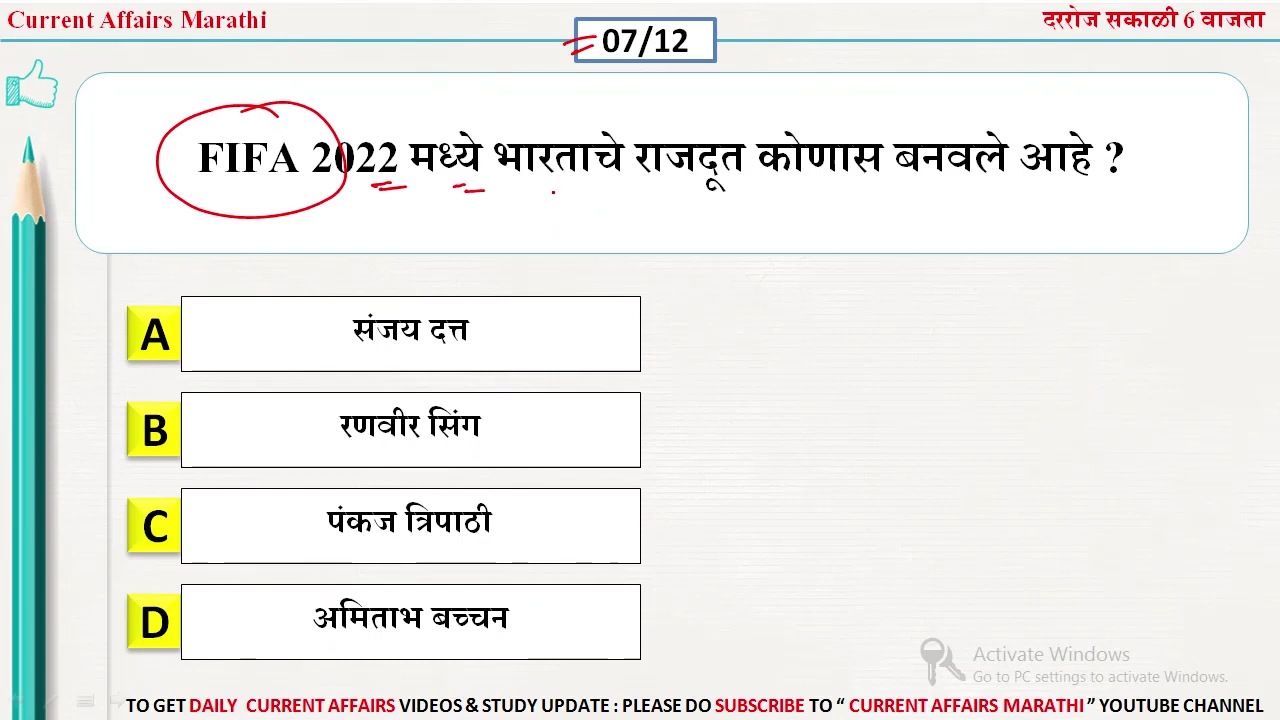 Current Affairs Marathi
दररोज सकाळी 6 वाजता
07/12
FIFA 2022 मध्ये भारताचे राजदूत कोणास बनवले आहे ?
A संजय दत्त
B रणवीर सिंग
C पंकज त्रिपाठी
D अमिताभ बच्चन
Activate Windows
Go to PC settings to activate Windows.
TO GET DAILY CURRENT AFFAIRS VIDEOS & STUDY UPDATE : PLEASE DO SUBSCRIBE TO “ CURRENT AFFAIRS MARATHI ” YOUTUBE CHANNEL